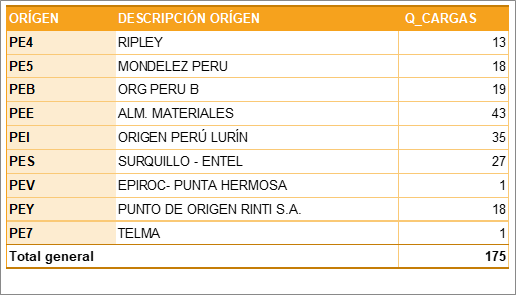 ORÍGEN DESCRIPCIÓN ORÍGEN Q_CARGAS
PE4 RIPLEY 13
PE5 MONDELEZ PERU 18
PEB ORG PERU B 19
PEE ALM. MATERIALES 43
PEI ORIGEN PERÚ LURÍN 35
PES SURQUILLO - ENTEL 27
PEV EPIROC- PUNTA HERMOSA 1
PEY PUNTO DE ORIGEN RINTI S.A. 18
PE7 TELMA 1
Total general 175